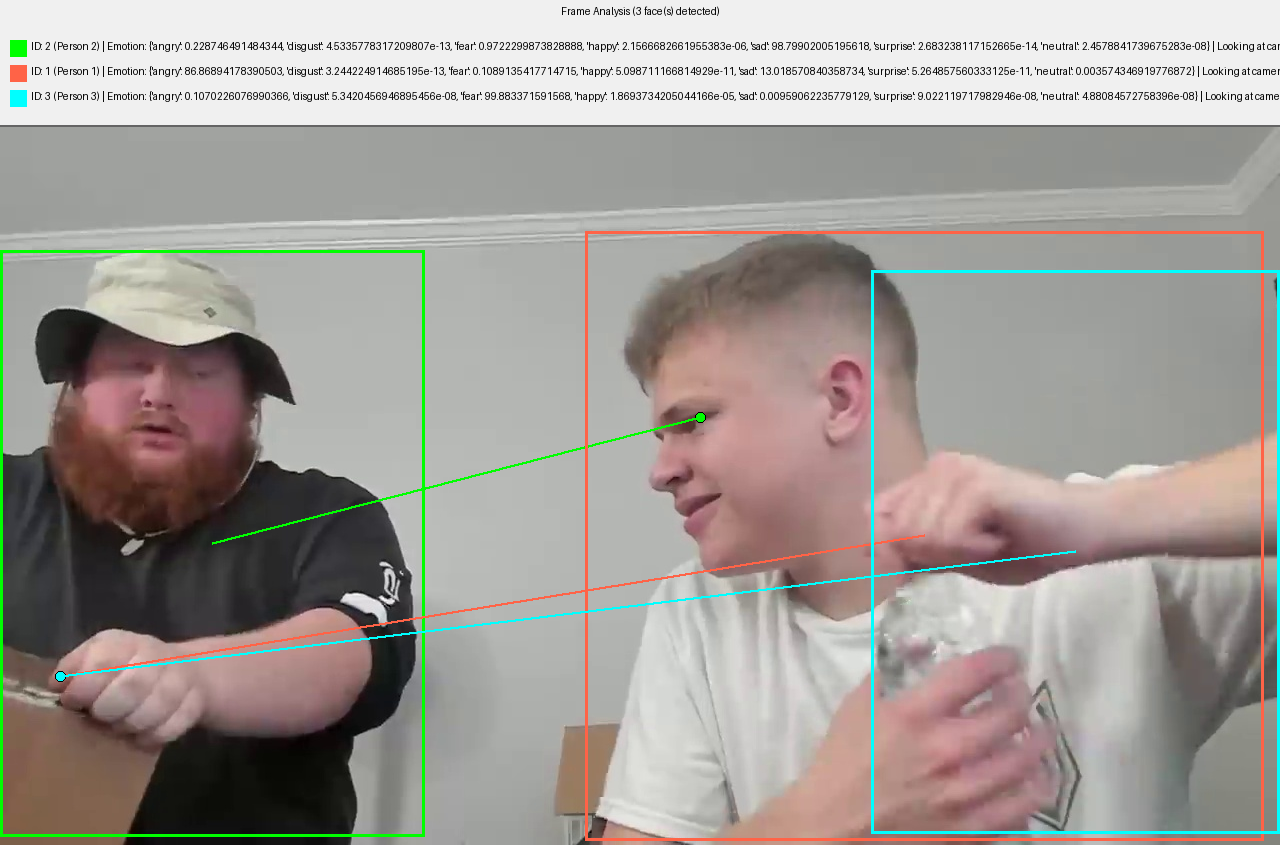 Frame Analysis (3 face(s) detected)
ID: 2 (Person 2) | Emotion: {'angry': 0.228746491484344, 'disgust': 4.5335778317209807e-13, 'fear': 0.9722299873828888, 'happy': 2.1566682661955383e-06, 'sad': 98.79902005195618, 'surprise': 2.683238117152665e-14, 'neutral': 2.4578841739675283e-08} | Looking at camer
ID: 1 (Person 1) | Emotion: {'angry': 86.86894178390503, 'disgust': 3.244224914685195e-13, 'fear': 0.1089135417714715, 'happy': 5.098711166814929e-11, 'sad': 13.018570840358734, 'surprise': 5.264857560333125e-11, 'neutral': 0.003574346919776872} | Looking at camer
ID: 3 (Person 3) | Emotion: {'angry': 0.1070226076990366, 'disgust': 5.3420456946895456e-08, 'fear': 99.883371591568, 'happy': 1.8693734205044166e-05, 'sad': 0.00959062235779129, 'surprise': 9.022119717982946e-08, 'neutral': 4.88084572758396e-08} | Looking at came